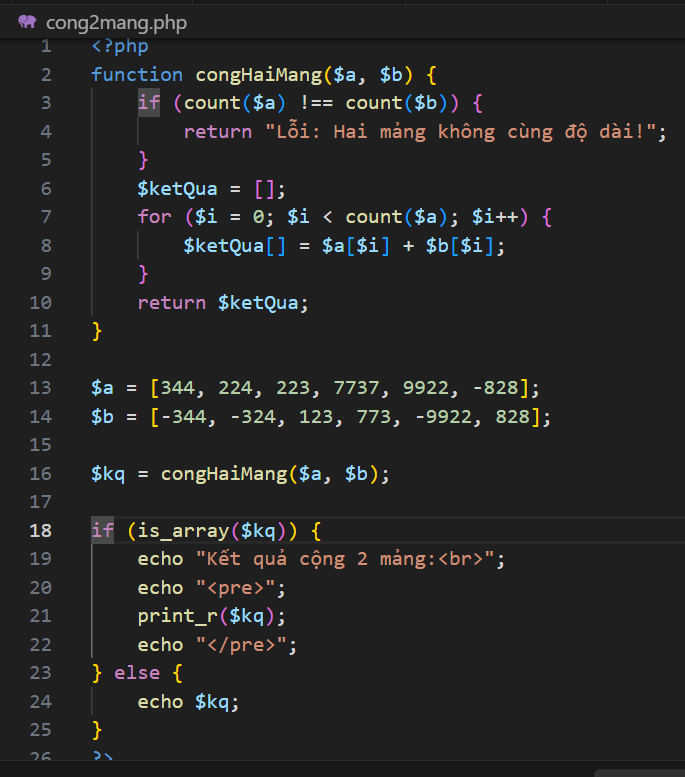 cong2mang.php
1 <?php
2 function congHaiMang($a, $b) {
3     if (count($a) !== count($b)) {
4         return "Lỗi: Hai mảng không cùng độ dài!";
5     }
6     $ketQua = [];
7     for ($i = 0; $i < count($a); $i++) {
8         $ketQua[] = $a[$i] + $b[$i];
9     }
10     return $ketQua;
11 }
12
13 $a = [344, 224, 223, 7737, 9922, -828];
14 $b = [-344, -324, 123, 773, -9922, 828];
15
16 $kq = congHaiMang($a, $b);
17
18 if (is_array($kq)) {
19     echo "Kết quả cộng 2 mảng:<br>";
20     echo "<pre>";
21     print_r($kq);
22     echo "</pre>";
23 } else {
24     echo $kq;
25 }
26 ?>